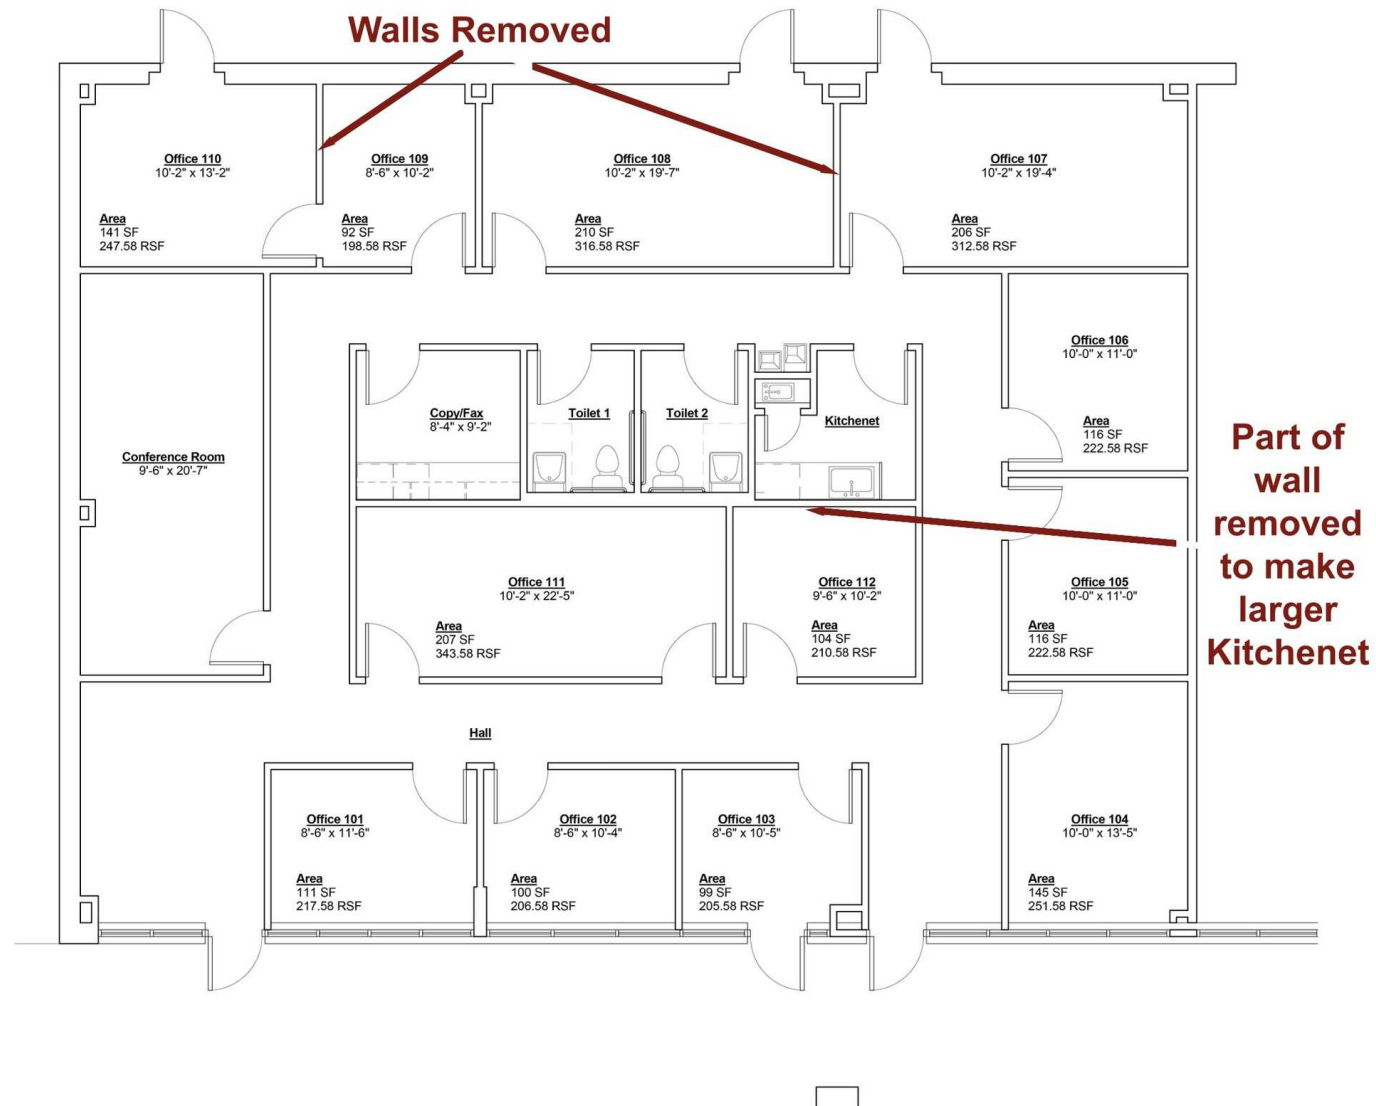 Walls Removed
Office 110
10'-2" x 13'-2"
Area
141 SF
247.58 RSF
Office 109
8'-6" x 10'-2"
Area
92 SF
198.58 RSF
Office 108
10'-2" x 19'-7"
Area
210 SF
316.58 RSF
Office 107
10'-2" x 19'-4"
Area
206 SF
312.58 RSF
Office 106
10'-0" x 11'-0"
Area
116 SF
222.58 RSF
Copy/Fax
8'-4" x 9'-2"
Toilet 1
Toilet 2
Kitchenet
Conference Room
9'-6" x 20'-7"
Part of
wall
removed
to make
larger
Kitchenet
Office 111
10'-2" x 22'-5"
Area
207 SF
343.58 RSF
Office 112
9'-6" x 10'-2"
Area
104 SF
210.58 RSF
Office 105
10'-0" x 11'-0"
Area
116 SF
222.58 RSF
Hall
Office 101
8'-6" x 11'-6"
Area
111 SF
217.58 RSF
Office 102
8'-6" x 10'-4"
Area
100 SF
206.58 RSF
Office 103
8'-6" x 10'-5"
Area
99 SF
205.58 RSF
Office 104
10'-0" x 13'-5"
Area
145 SF
251.58 RSF